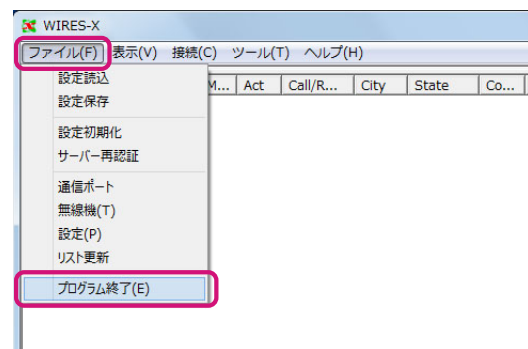 WIRES-X
ファイル(F) 表示(V) 接続(C) ツール(T) ヘルプ(H)
M... Act Call/R... City State Co...
設定読込
設定保存
設定初期化
サーバー再認証
通信ポート
無線機(T)
設定(P)
リスト更新
プログラム終了(E)